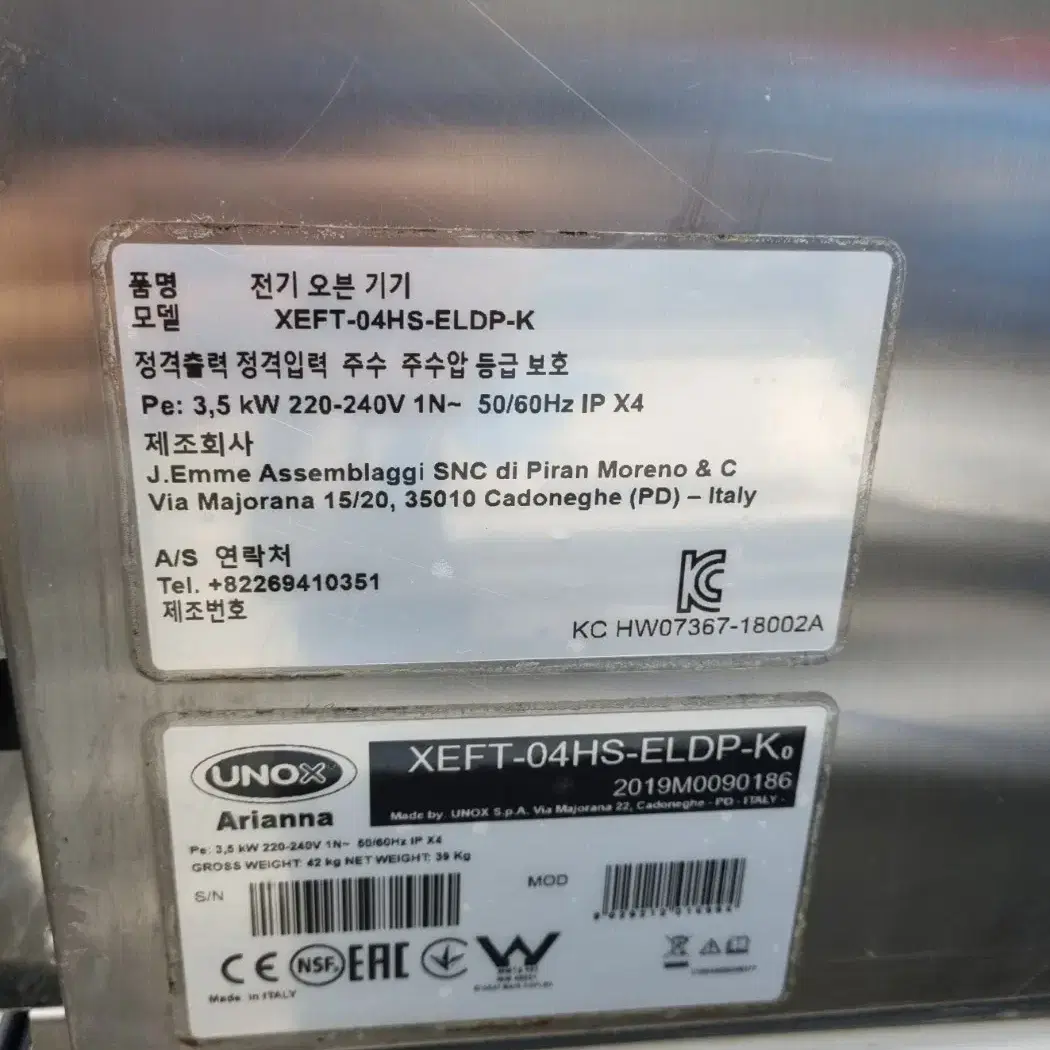 품명 전기 오븐 기기
모델 XEFT-04HS-ELDP-K
정격출력 정격입력 주수 주수압 등급 보호
Pe: 3,5 kW 220-240V 1N~ 50/60Hz IP X4
제조회사
J.Emme Assemblaggi SNC di Piran Moreno & C
Via Majorana 15/20, 35010 Cadoneghe (PD) – Italy
A/S 연락처
Tel. +82269410351
제조번호
KC HW07367-18002A
UNOX
Arianna
XEFT-04HS-ELDP-K0
2019M0090186
Made by. UNOX S.p.A. Via Majorana 22, Cadoneghe - PD - ITALY -
Pe: 3,5 kW 220-240V 1N~ 50/60Hz IP X4
GROSS WEIGHT: 42 kg NET WEIGHT: 39 Kg
S/N
MOD
CE NSF EAC
Made in ITALY